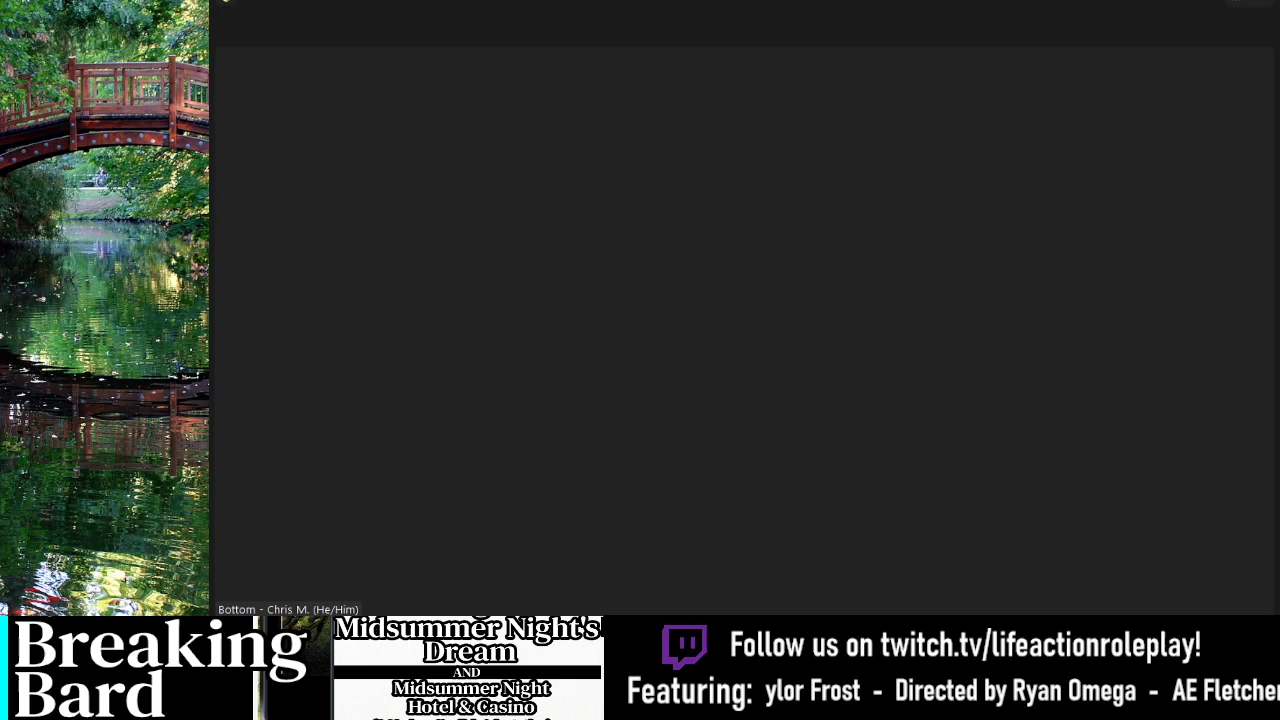 Bottom - Chris M. (He/Him)
Breaking
Bard
Midsummer Night's
Dream
AND
Midsummer Night
Hotel & Casino
Follow us on twitch.tv/lifeactionroleplay!
Featuring: ylor Frost - Directed by Ryan Omega - AE Fletcher